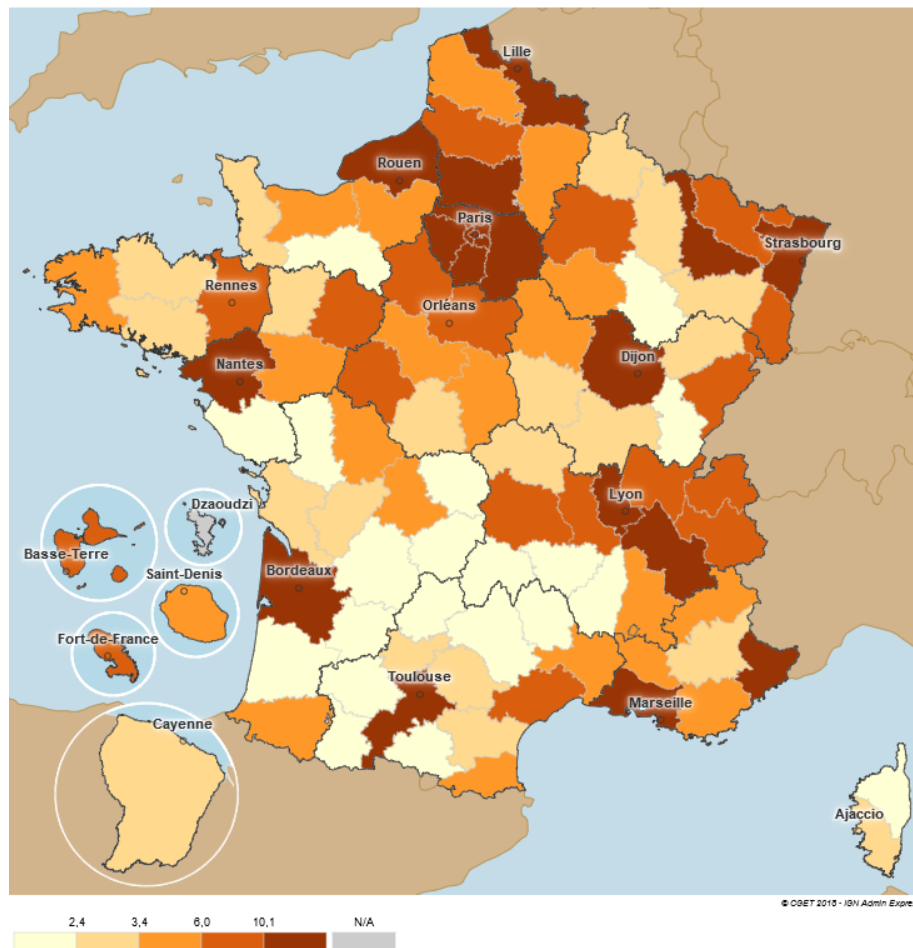 Lille
Rouen
Paris
Strasbourg
Rennes
Orléans
Nantes
Dijon
Dzaoudzi
Lyon
Basse-Terre
Saint-Denis
Bordeaux
Fort-de-France
Toulouse
Marseille
Cayenne
Ajaccio
© CGET 2015 - IGN Admin Expre
2,4 3,4 6,0 10,1 N/A